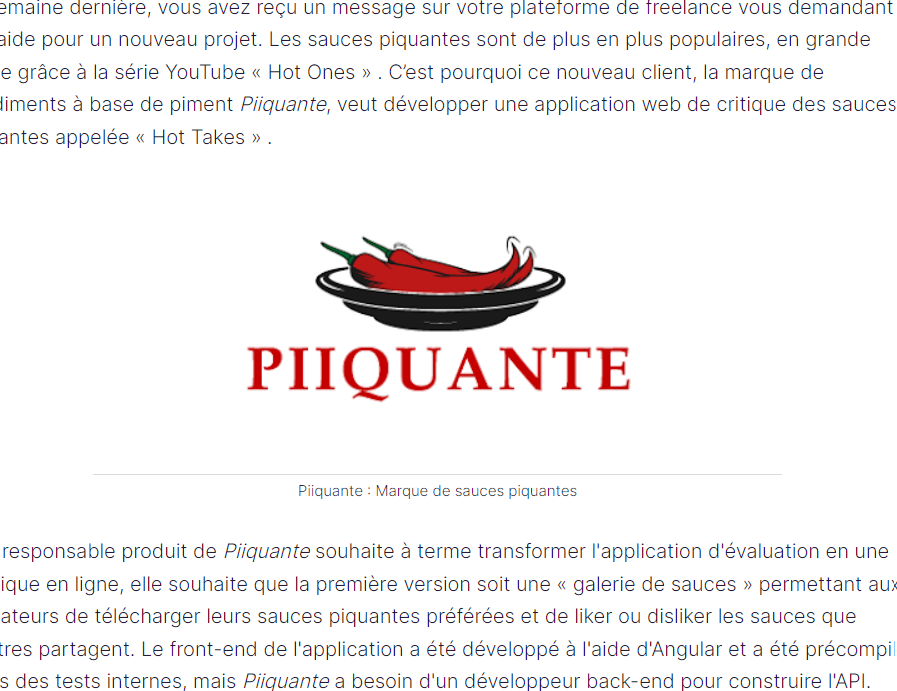 emaine dernière, vous avez reçu un message sur votre plateforme de freelance vous demandant
aide pour un nouveau projet. Les sauces piquantes sont de plus en plus populaires, en grande
e grâce à la série YouTube « Hot Ones » . C’est pourquoi ce nouveau client, la marque de
diments à base de piment Piiquante, veut développer une application web de critique des sauces
antes appelée « Hot Takes » .
PIIQUANTE
Piiquante : Marque de sauces piquantes
responsable produit de Piiquante souhaite à terme transformer l'application d'évaluation en une
ique en ligne, elle souhaite que la première version soit une « galerie de sauces » permettant aux
ateurs de télécharger leurs sauces piquantes préférées et de liker ou disliker les sauces que
tres partagent. Le front-end de l'application a été développé à l'aide d'Angular et a été précompil
s des tests internes, mais Piiquante a besoin d'un développeur back-end pour construire l'API.